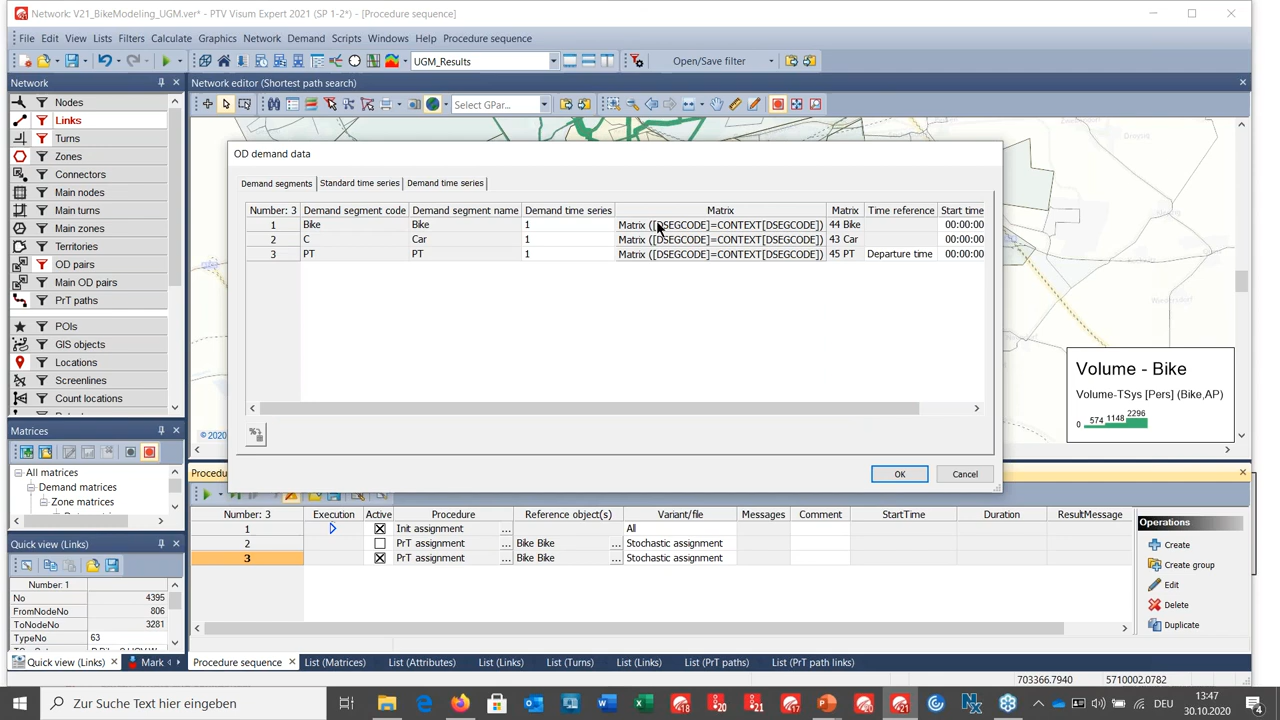 Network: V21_BikeModeling_UGM.ver* - PTV Visum Expert 2021 (SP 1-2*) - [Procedure sequence]
File Edit View Lists Filters Calculate Graphics Network Demand Scripts Windows Help Procedure sequence
UGM_Results Open/Save filter
Network
Network editor (Shortest path search)
Select GPar...
Nodes
Links
Turns
Zones
Connectors
Main nodes
Main turns
Main zones
Territories
OD pairs
Main OD pairs
PrT paths
POIs
GIS objects
Locations
Screenlines
Count locations
OD demand data
Demand segments Standard time series Demand time series
Number: 3 Demand segment code Demand segment name Demand time series Matrix Matrix Time reference Start time
1 Bike Bike 1 Matrix ([DSEGCODE]=CONTEXT[DSEGCODE]) 44 Bike 00:00:00
2 C Car 1 Matrix ([DSEGCODE]=CONTEXT[DSEGCODE]) 43 Car 00:00:00
3 PT PT 1 Matrix ([DSEGCODE]=CONTEXT[DSEGCODE]) 45 PT Departure time 00:00:00
OK Cancel
Volume - Bike
Volume-TSys [Pers] (Bike,AP)
0 574 1148 2296
© 2020
Matrices
All matrices
Demand matrices
Zone matrices
Quick view (Links)
Number: 1
No 4395
FromNodeNo 806
ToNodeNo 3281
TypeNo 63
Number: 3 Execution Active Procedure Reference object(s) Variant/file Messages Comment StartTime Duration ResultMessage
1 Init assignment ... All
2 PrT assignment ... Bike Bike ... Stochastic assignment
3 PrT assignment ... Bike Bike ... Stochastic assignment
Operations
Create
Create group
Edit
Delete
Duplicate
Quick view (Links) Mark
Procedure sequence List (Matrices) List (Attributes) List (Links) List (Turns) List (Links) List (PrT paths) List (PrT path links)
703366.7940 5710002.0782
Zur Suche Text hier eingeben
DEU
13:47
30.10.2020